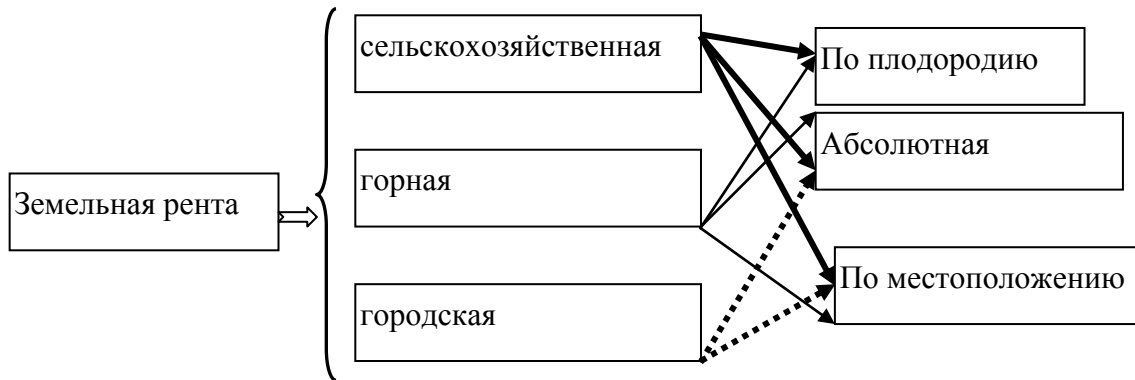 Земельная рента
сельскохозяйственная
горная
городская
По плодородию
Абсолютная
По местоположению